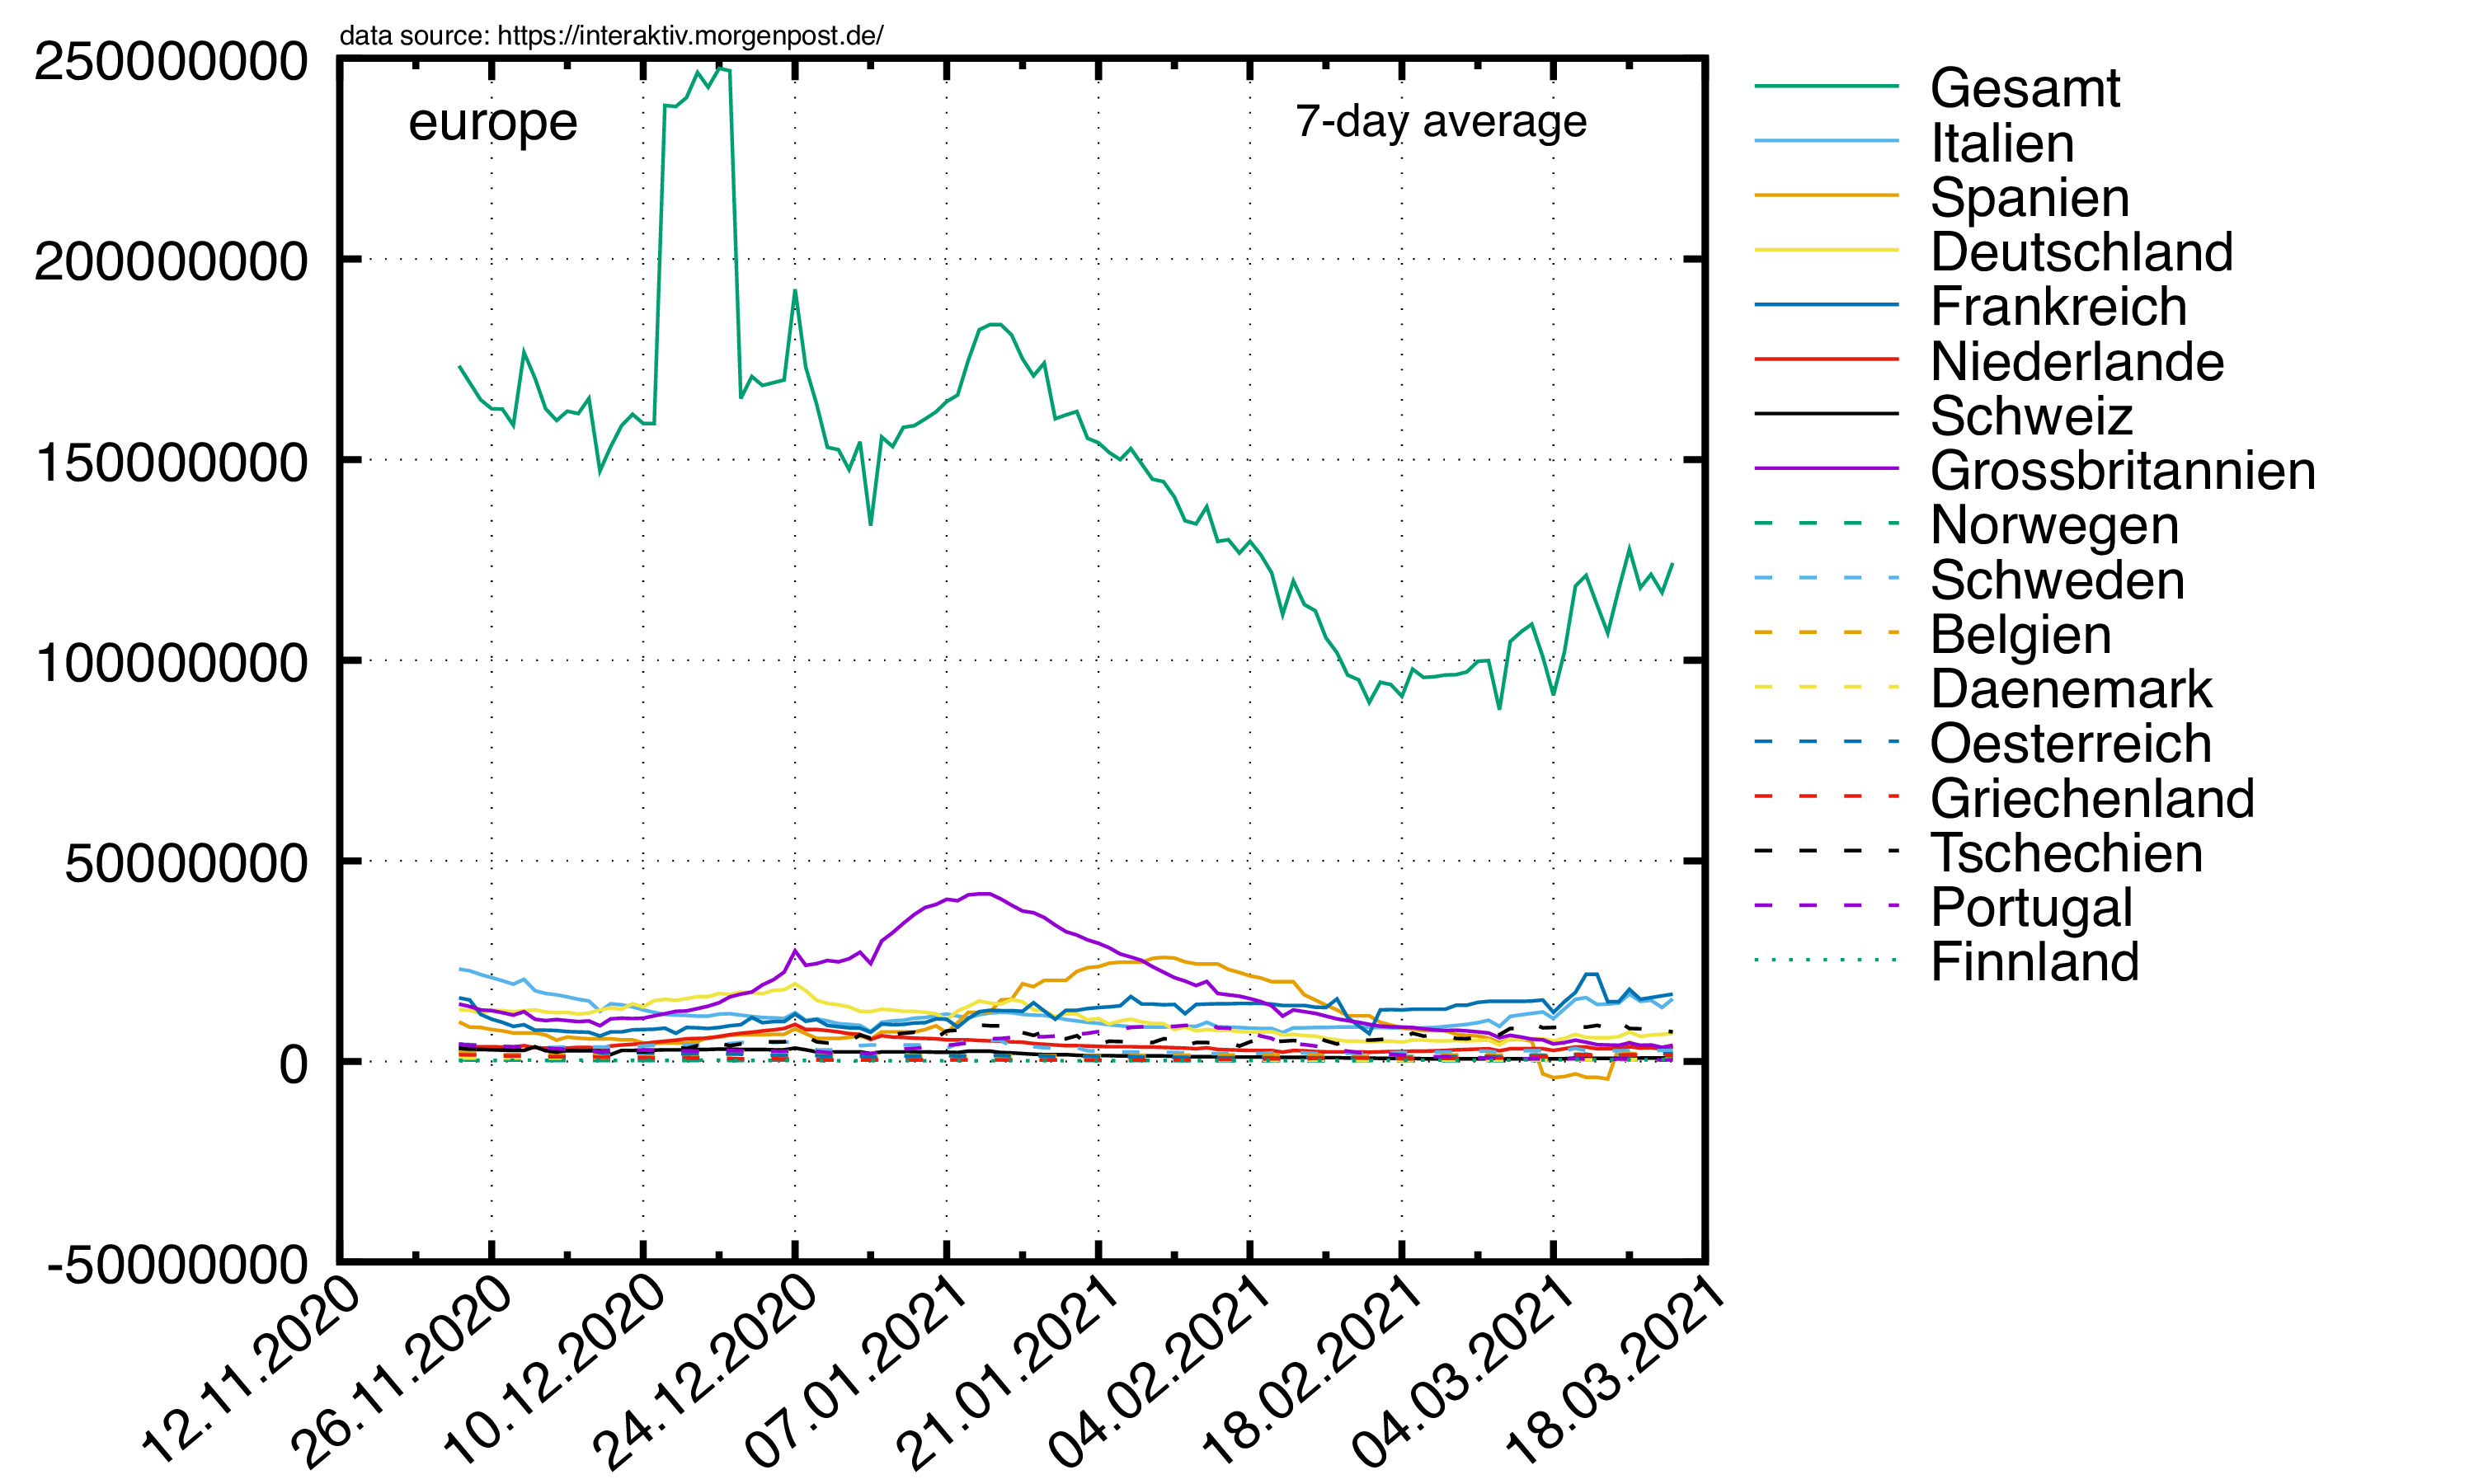 data source: https://interaktiv.morgenpost.de/
europe
7-day average
250000000
200000000
150000000
100000000
50000000
0
-50000000
12.11.2020
26.11.2020
10.12.2020
24.12.2020
07.01.2021
21.01.2021
04.02.2021
18.02.2021
04.03.2021
18.03.2021
Gesamt
Italien
Spanien
Deutschland
Frankreich
Niederlande
Schweiz
Grossbritannien
Norwegen
Schweden
Belgien
Daenemark
Oesterreich
Griechenland
Tschechien
Portugal
Finnland